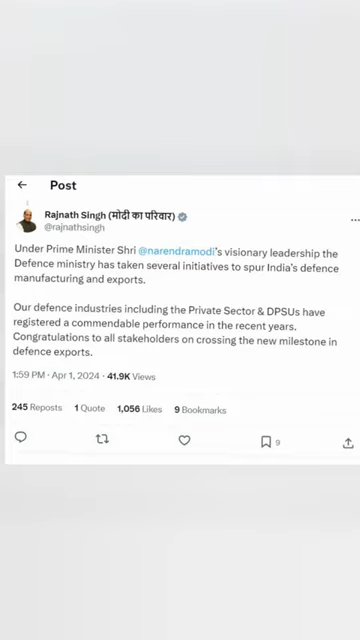 Post
Rajnath Singh (मोदी का परिवार)
@rajnathsingh
Under Prime Minister Shri @narendramodi's visionary leadership the
Defence ministry has taken several initiatives to spur India's defence
manufacturing and exports.
Our defence industries including the Private Sector & DPSUs have
registered a commendable performance in the recent years.
Congratulations to all stakeholders on crossing the new milestone in
defence exports.
1:59 PM · Apr 1, 2024 · 41.9K Views
245 Reposts 1 Quote 1,056 Likes 9 Bookmarks
9